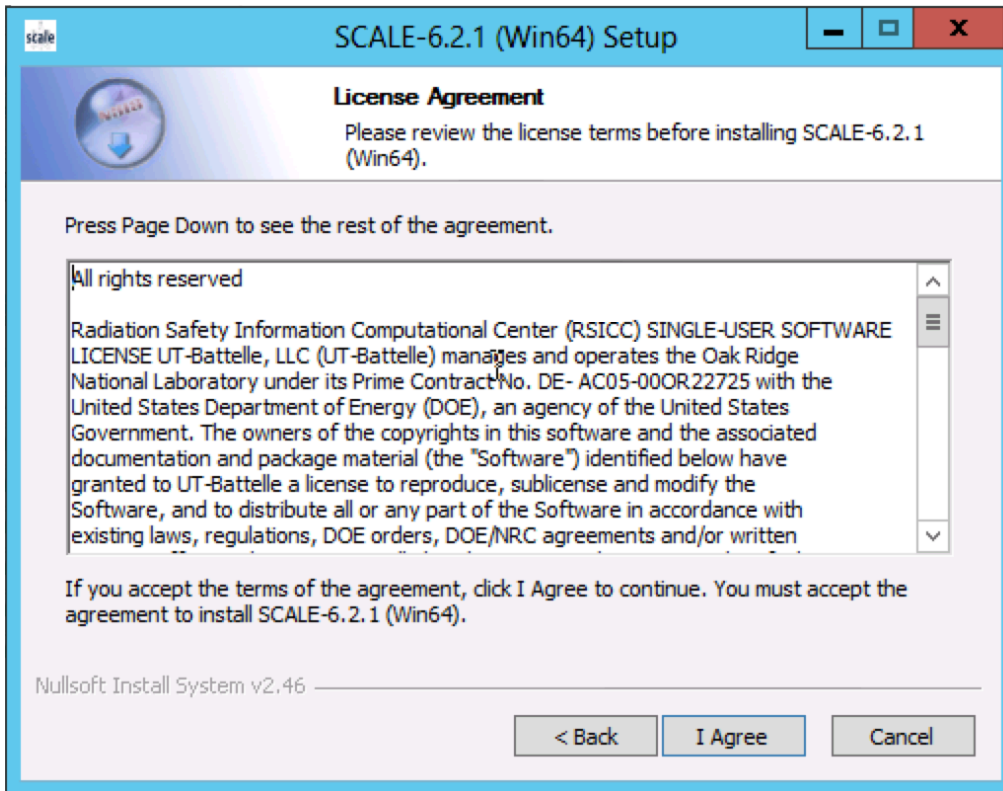 scale
SCALE-6.2.1 (Win64) Setup
License Agreement
Please review the license terms before installing SCALE-6.2.1
(Win64).
Press Page Down to see the rest of the agreement.
All rights reserved
Radiation Safety Information Computational Center (RSICC) SINGLE-USER SOFTWARE
LICENSE UT-Battelle, LLC (UT-Battelle) manages and operates the Oak Ridge
National Laboratory under its Prime Contract No. DE- AC05-00OR22725 with the
United States Department of Energy (DOE), an agency of the United States
Government. The owners of the copyrights in this software and the associated
documentation and package material (the "Software") identified below have
granted to UT-Battelle a license to reproduce, sublicense and modify the
Software, and to distribute all or any part of the Software in accordance with
existing laws, regulations, DOE orders, DOE/NRC agreements and/or written
If you accept the terms of the agreement, click I Agree to continue. You must accept the
agreement to install SCALE-6.2.1 (Win64).
Nullsoft Install System v2.46
< Back
I Agree
Cancel